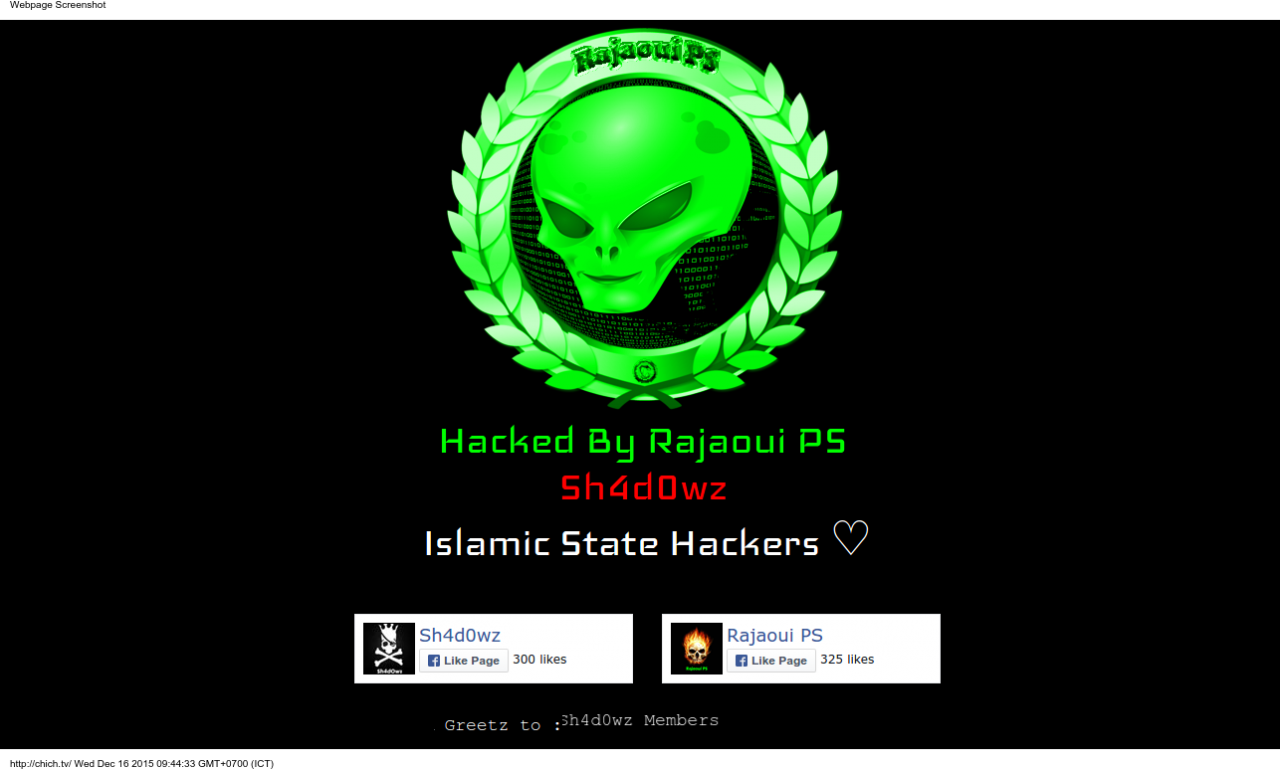 Webpage Screenshot
RajaouiPS
Hacked By Rajaoui PS
Sh4d0wz
Islamic State Hackers ♡
Sh4d0wz
Like Page 300 likes
Sh4d0wz
Rajaoui PS
Like Page 325 likes
Rajaoui PS
Greetz to : Sh4d0wz Members
http://chich.tv/ Wed Dec 16 2015 09:44:33 GMT+0700 (ICT)